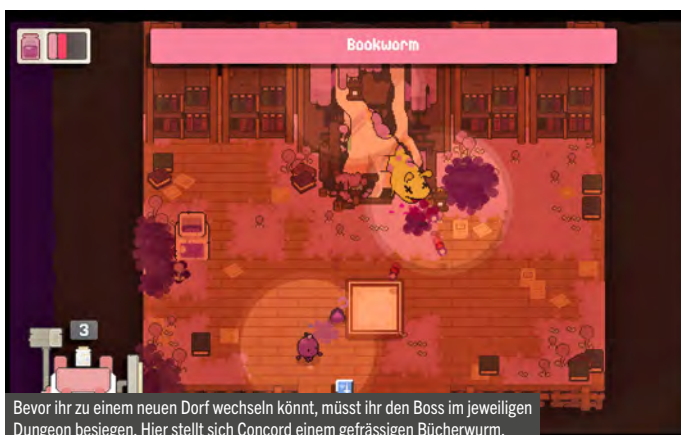 Bookworm
3
Bevor ihr zu einem neuen Dorf wechseln könnt, müsst ihr den Boss im jeweiligen
Dungeon besiegen. Hier stellt sich Concord einem gefrässigen Bücherwurm.